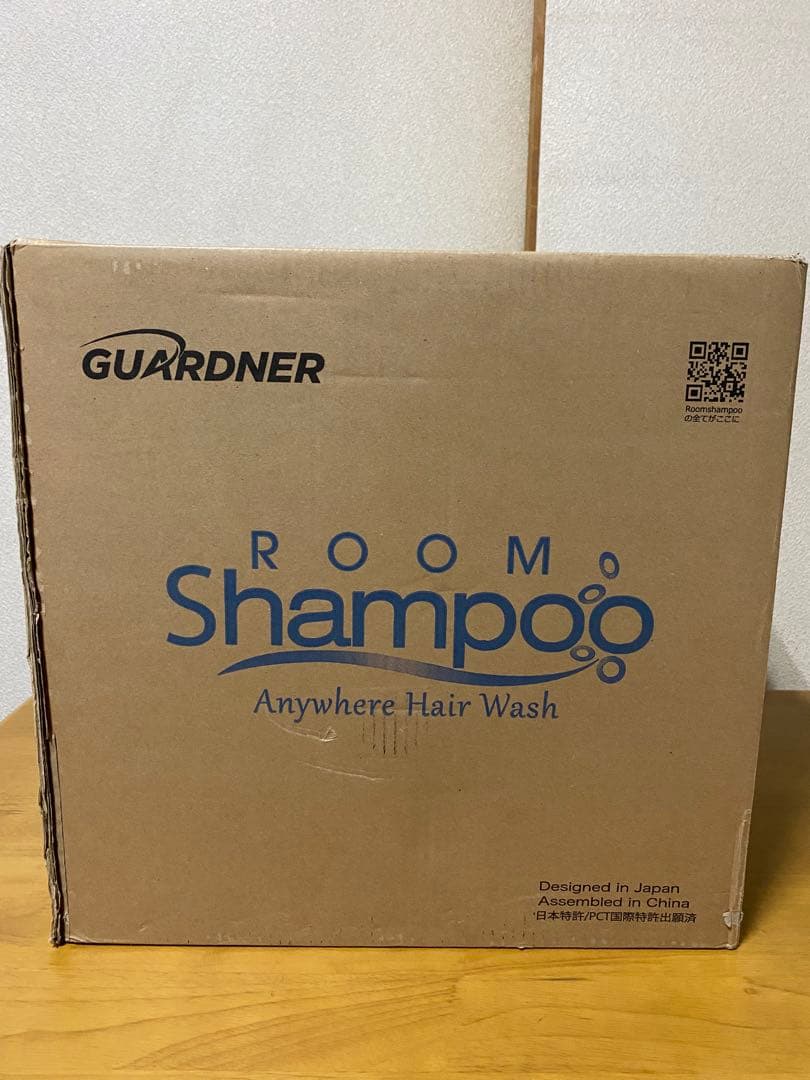 GUARDNER
Roomshampoo
の全てがここに
ROOM
Shampoo
Anywhere Hair Wash
Designed in Japan
Assembled in China
日本特許/PCT国際特許出願済